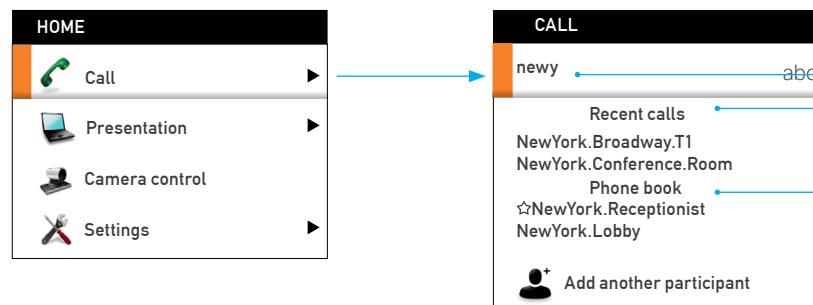 HOME
Call
Presentation
Camera control
Settings
CALL
newy
abc
Recent calls
NewYork.Broadway.T1
NewYork.Conference.Room
Phone book
☆NewYork.Receptionist
NewYork.Lobby
Add another participant